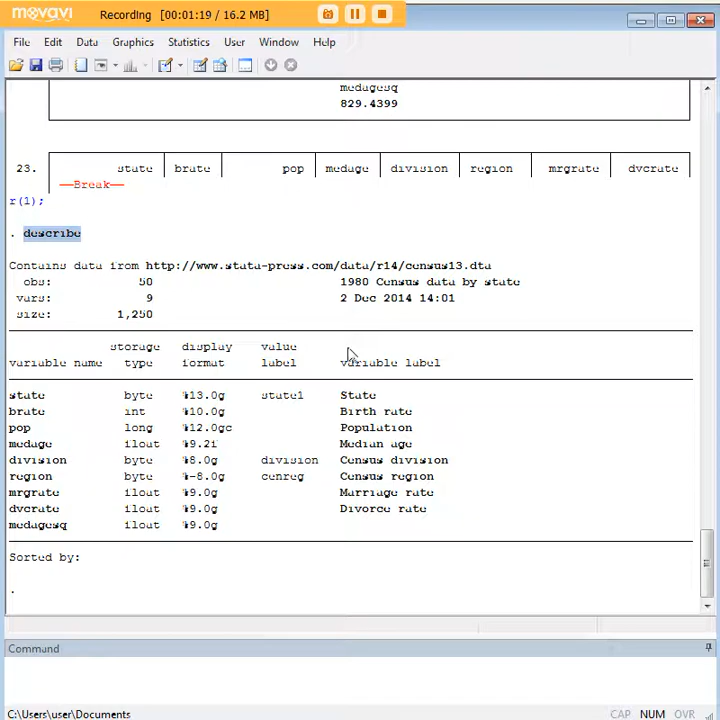 movavi Recording [00:01:19 / 16.2 MB]
File Edit Data Graphics Statistics User Window Help
medagesq
829.4399
23. state brate pop medage division region mrgrate dvcrate
—Break—
r(1);
. describe
Contains data from http://www.stata-press.com/data/r14/census13.dta
obs: 50 1980 Census data by state
vars: 9 2 Dec 2014 14:01
size: 1,250
storage display value
variable name type format label variable label
state byte %13.0g state1 State
brate int %10.0g Birth rate
pop long %12.0gc Population
medage float %9.2f Median age
division byte %8.0g division Census division
region byte %-8.0g cenreg Census region
mrgrate float %9.0g Marriage rate
dvcrate float %9.0g Divorce rate
medagesq float %9.0g
Sorted by:
.
Command
C:\Users\user\Documents CAP NUM OVR